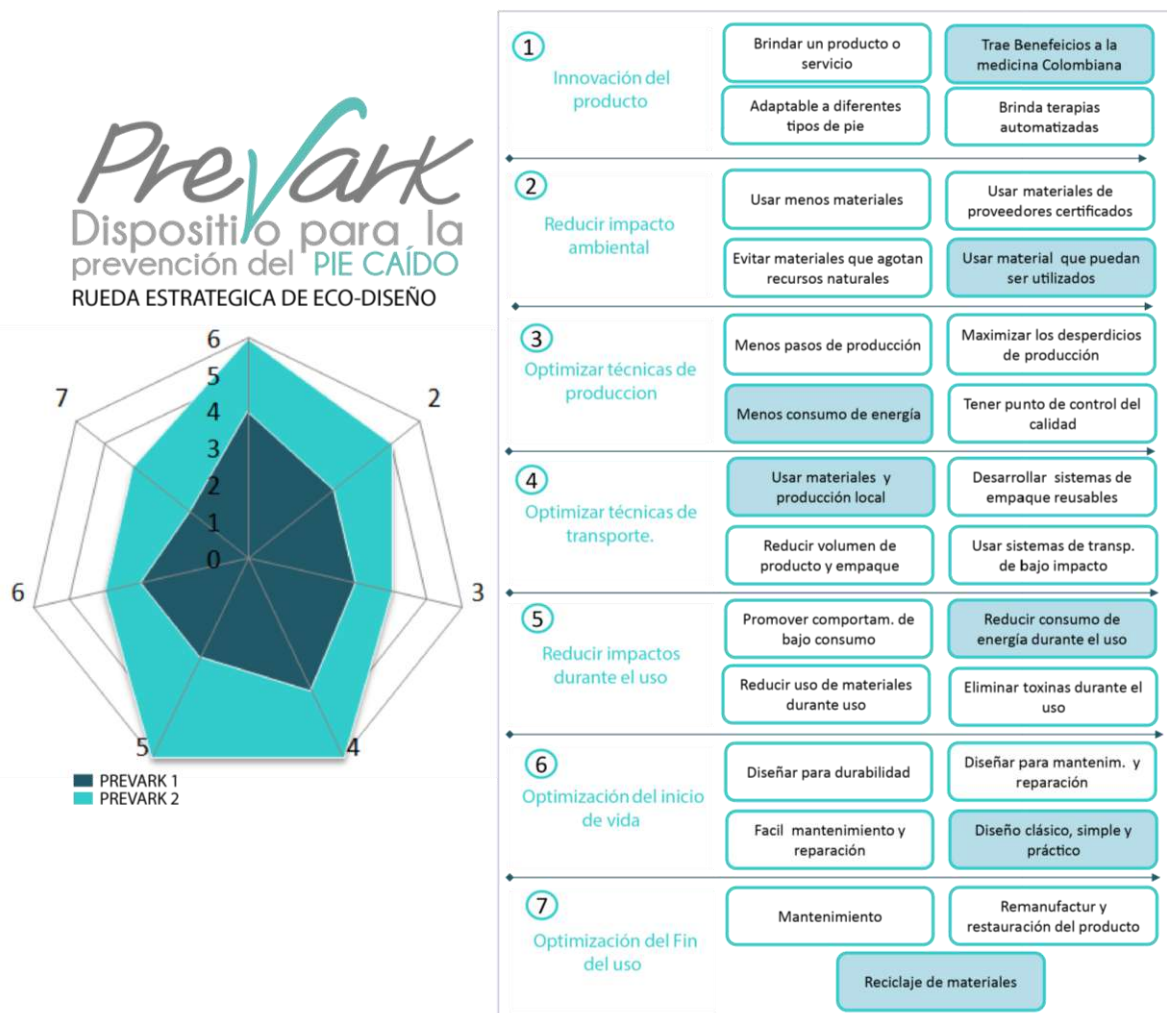 Prevark
Dispositivo para la
prevención del PIE CAÍDO
RUEDA ESTRATEGICA DE ECO-DISEÑO
6
5
4
3
2
1
0
2
3
4
5
6
7
PREVARK 1
PREVARK 2
1
Innovación del
producto
Brindar un producto o
servicio
Trae Benefeicios a la
medicina Colombiana
Adaptable a diferentes
tipos de pie
Brinda terapias
automatizadas
2
Reducir impacto
ambiental
Usar menos materiales
Usar materiales de
proveedores certificados
Evitar materiales que agotan
recursos naturales
Usar material que puedan
ser utilizados
3
Optimizar técnicas de
produccion
Menos pasos de producción
Maximizar los desperdicios
de producción
Menos consumo de energía
Tener punto de control del
calidad
4
Optimizar técnicas de
transporte.
Usar materiales y
producción local
Desarrollar sistemas de
empaque reusables
Reducir volumen de
producto y empaque
Usar sistemas de transp.
de bajo impacto
5
Reducir impactos
durante el uso
Promover comportam. de
bajo consumo
Reducir consumo de
energía durante el uso
Reducir uso de materiales
durante uso
Eliminar toxinas durante el
uso
6
Optimización del inicio
de vida
Diseñar para durabilidad
Diseñar para mantenim. y
reparación
Facil mantenimiento y
reparación
Diseño clásico, simple y
práctico
7
Optimización del Fin
del uso
Mantenimiento
Remanufactur y
restauración del producto
Reciclaje de materiales